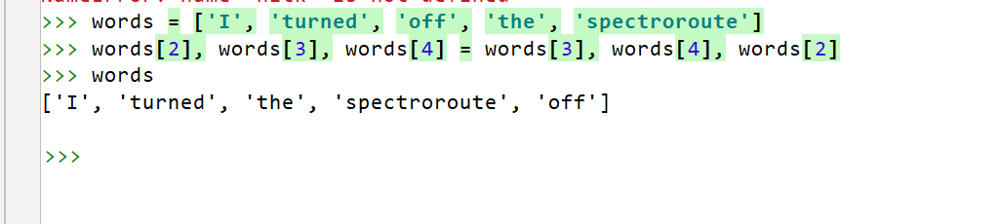 >>> words = ['I', 'turned', 'off', 'the', 'spectroroute']
>>> words[2], words[3], words[4] = words[3], words[4], words[2]
>>> words
['I', 'turned', 'the', 'spectroroute', 'off']
>>>